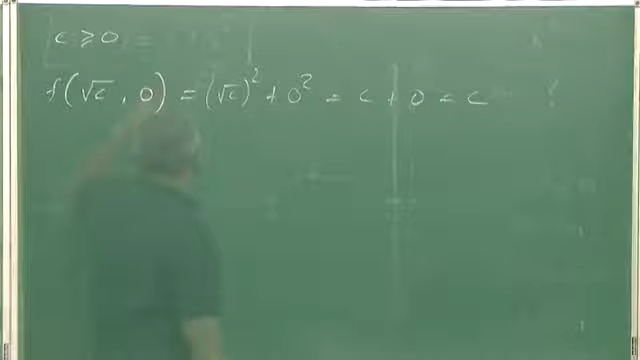 c ≥ 0
f(√c, 0) = (√c)² + 0² = c + 0 = c